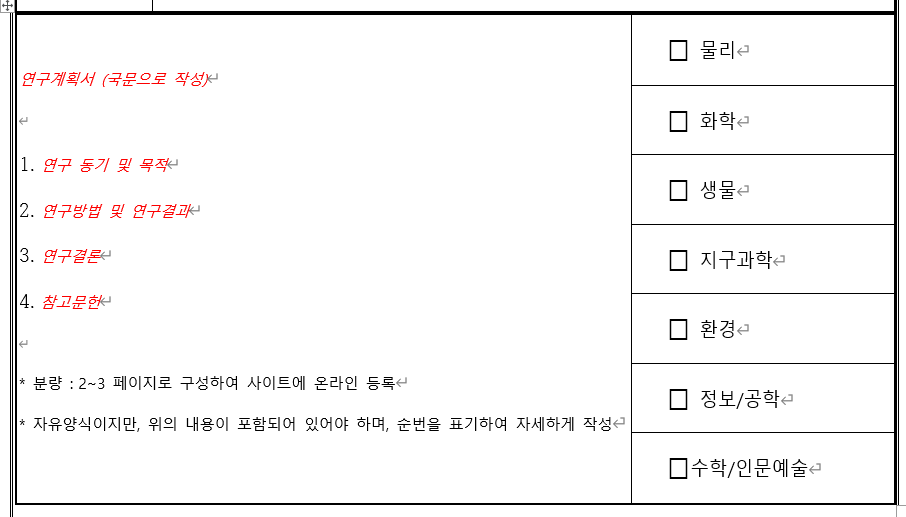 연구계획서 (국문으로 작성)
1. 연구 동기 및 목적
2. 연구방법 및 연구결과
3. 연구결론
4. 참고문헌
* 분량 : 2~3 페이지로 구성하여 사이트에 온라인 등록
* 자유양식이지만, 위의 내용이 포함되어 있어야 하며, 순번을 표기하여 자세하게 작성
□ 물리
□ 화학
□ 생물
□ 지구과학
□ 환경
□ 정보/공학
□수학/인문예술